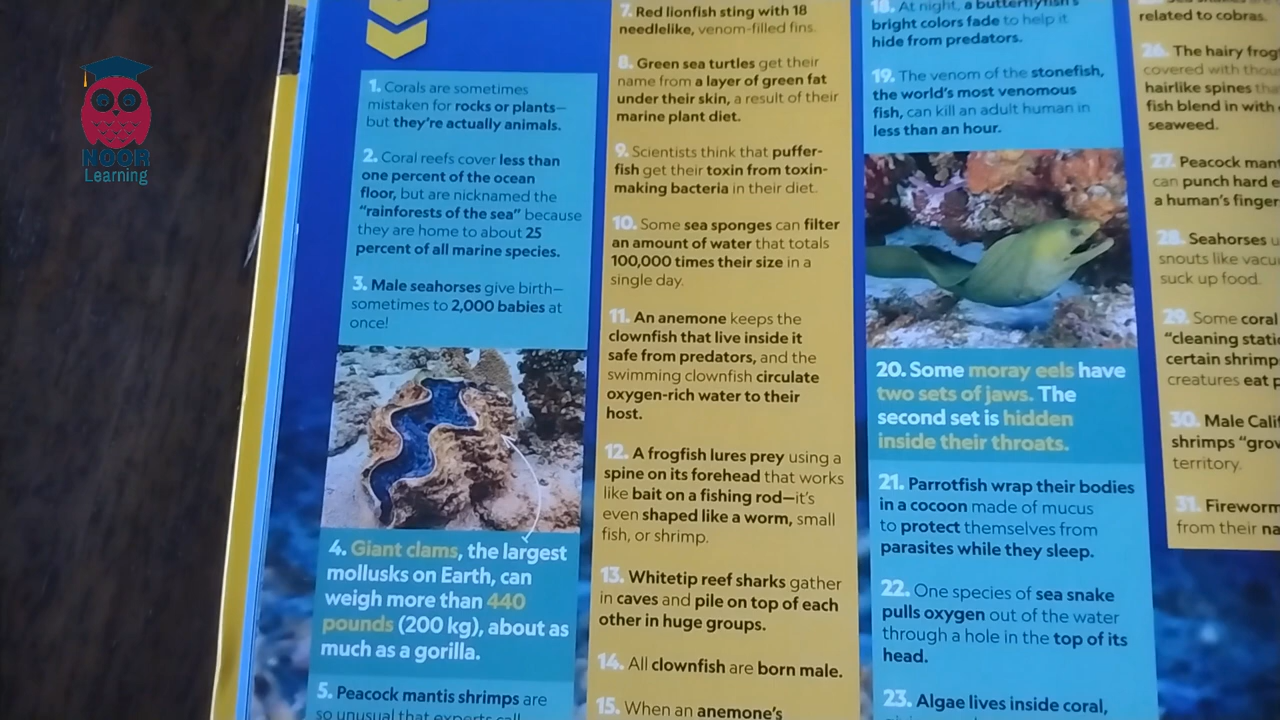 NOOR
Learning
1. Corals are sometimes
mistaken for rocks or plants—
but they're actually animals.
2. Coral reefs cover less than
one percent of the ocean
floor, but are nicknamed the
"rainforests of the sea" because
they are home to about 25
percent of all marine species.
3. Male seahorses give birth—
sometimes to 2,000 babies at
once!
4. Giant clams, the largest
mollusks on Earth, can
weigh more than 440
pounds (200 kg), about as
much as a gorilla.
5. Peacock mantis shrimps are
so unusual that experts call
7. Red lionfish sting with 18
needlelike, venom-filled fins.
8. Green sea turtles get their
name from a layer of green fat
under their skin, a result of their
marine plant diet.
9. Scientists think that puffer-
fish get their toxin from toxin-
making bacteria in their diet.
10. Some sea sponges can filter
an amount of water that totals
100,000 times their size in a
single day.
11. An anemone keeps the
clownfish that live inside it
safe from predators, and the
swimming clownfish circulate
oxygen-rich water to their
host.
12. A frogfish lures prey using a
spine on its forehead that works
like bait on a fishing rod—it's
even shaped like a worm, small
fish, or shrimp.
13. Whitetip reef sharks gather
in caves and pile on top of each
other in huge groups.
14. All clownfish are born male.
15. When an anemone's
18. At night, a butterflyfish's
bright colors fade to help it
hide from predators.
19. The venom of the stonefish,
the world's most venomous
fish, can kill an adult human in
less than an hour.
20. Some moray eels have
two sets of jaws. The
second set is hidden
inside their throats.
21. Parrotfish wrap their bodies
in a cocoon made of mucus
to protect themselves from
parasites while they sleep.
22. One species of sea snake
pulls oxygen out of the water
through a hole in the top of its
head.
23. Algae lives inside coral,
related to cobras.
26. The hairy frog
covered with
hairlike spines
fish blend in with
seaweed.
27. Peacock
can punch hard
a human's finger
28. Seahorses
snouts like
suck up food.
29. Some coral
"cleaning
certain shrimp
creatures eat
30. Male
shrimps
territory.
31.
from their